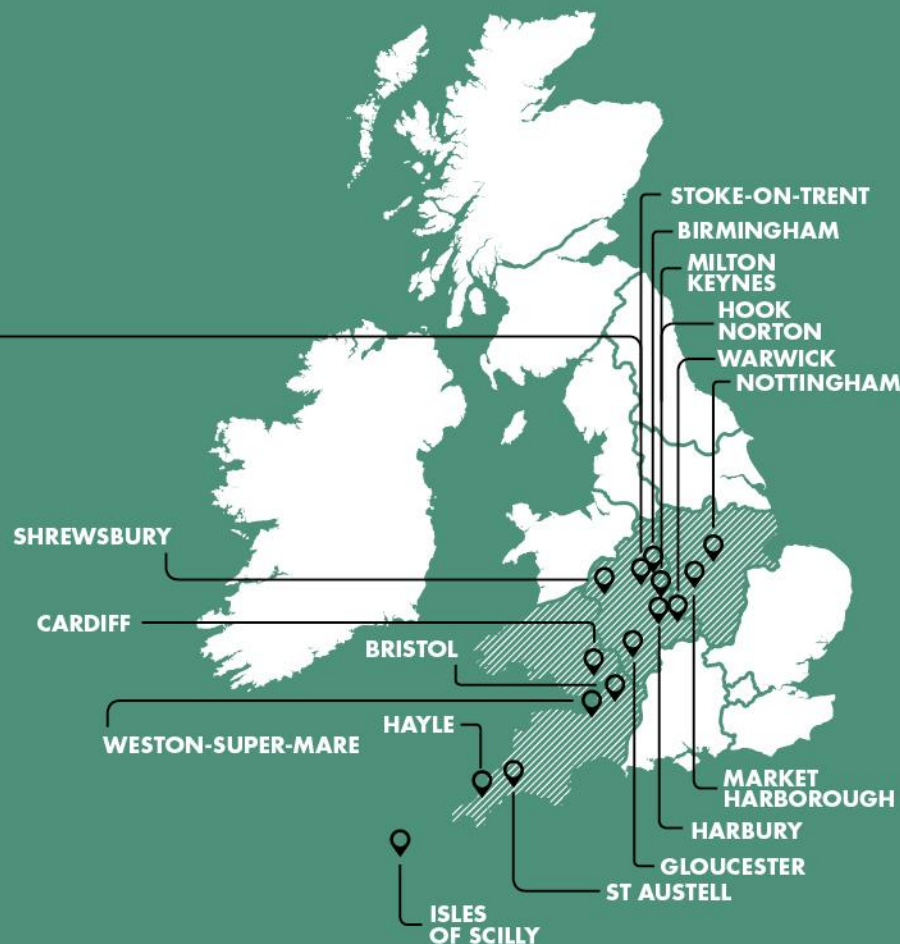 STOKE-ON-TRENT
BIRMINGHAM
MILTON
KEYNES
HOOK
NORTON
WARWICK
NOTTINGHAM
SHREWSBURY
CARDIFF
BRISTOL
WESTON-SUPER-MARE
HAYLE
MARKET
HARBOROUGH
HARBURY
GLOUCESTER
ST AUSTELL
ISLES
OF SCILLY